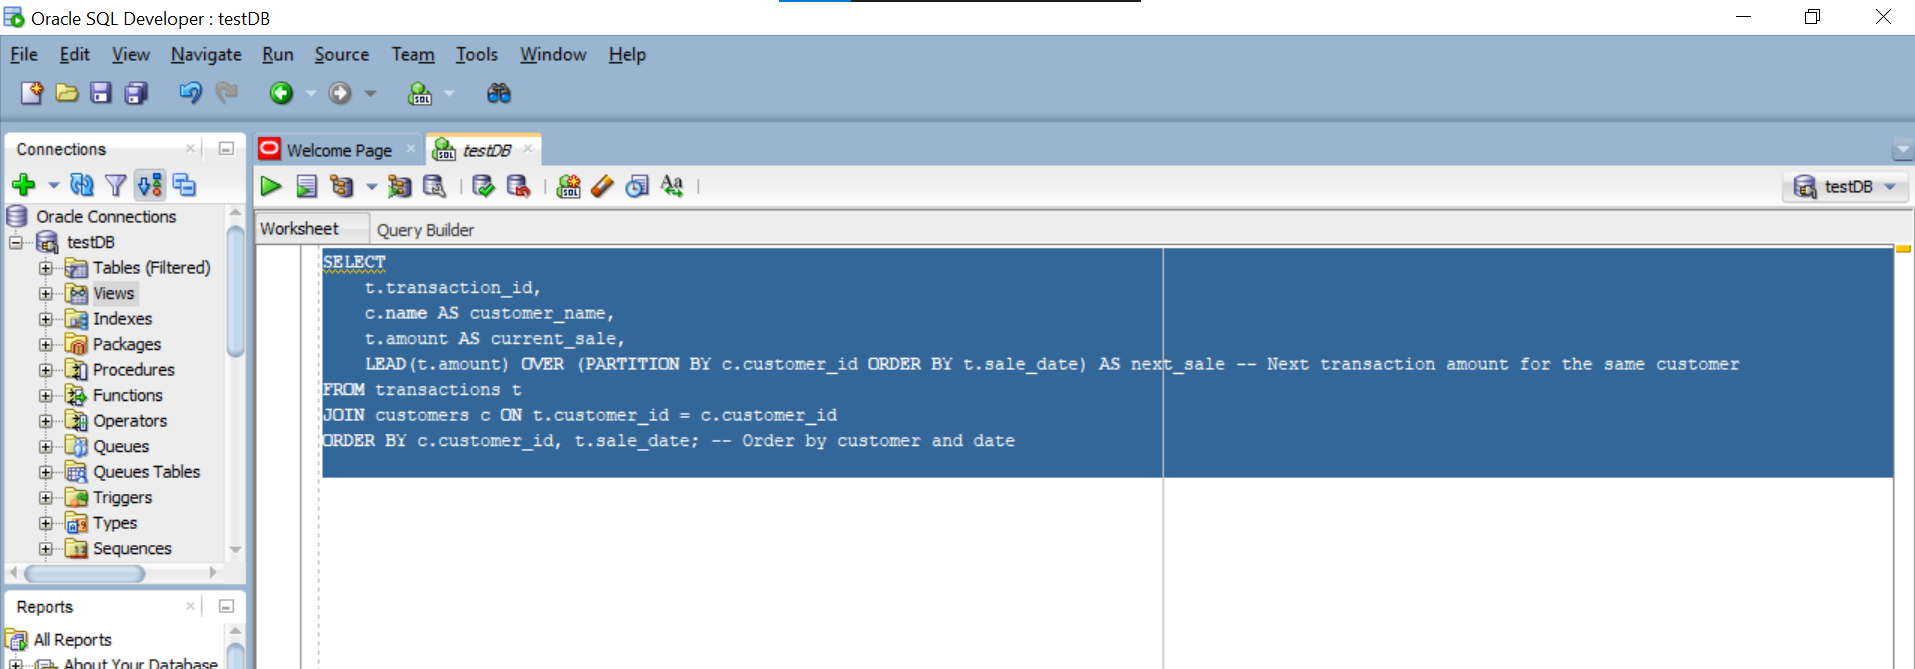 Oracle SQL Developer : testDB
File Edit View Navigate Run Source Team Tools Window Help
Connections
Welcome Page
testDB
testDB
Oracle Connections
testDB
Tables (Filtered)
Views
Indexes
Packages
Procedures
Functions
Operators
Queues
Queues Tables
Triggers
Types
Sequences
Reports
All Reports
About Your Database
Worksheet Query Builder
SELECT
t.transaction_id,
c.name AS customer_name,
t.amount AS current_sale,
LEAD(t.amount) OVER (PARTITION BY c.customer_id ORDER BY t.sale_date) AS next_sale -- Next transaction amount for the same customer
FROM transactions t
JOIN customers c ON t.customer_id = c.customer_id
ORDER BY c.customer_id, t.sale_date; -- Order by customer and date